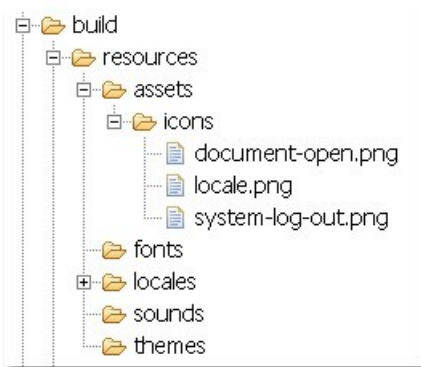 build
resources
assets
icons
document-open.png
locale.png
system-log-out.png
fonts
locales
sounds
themes